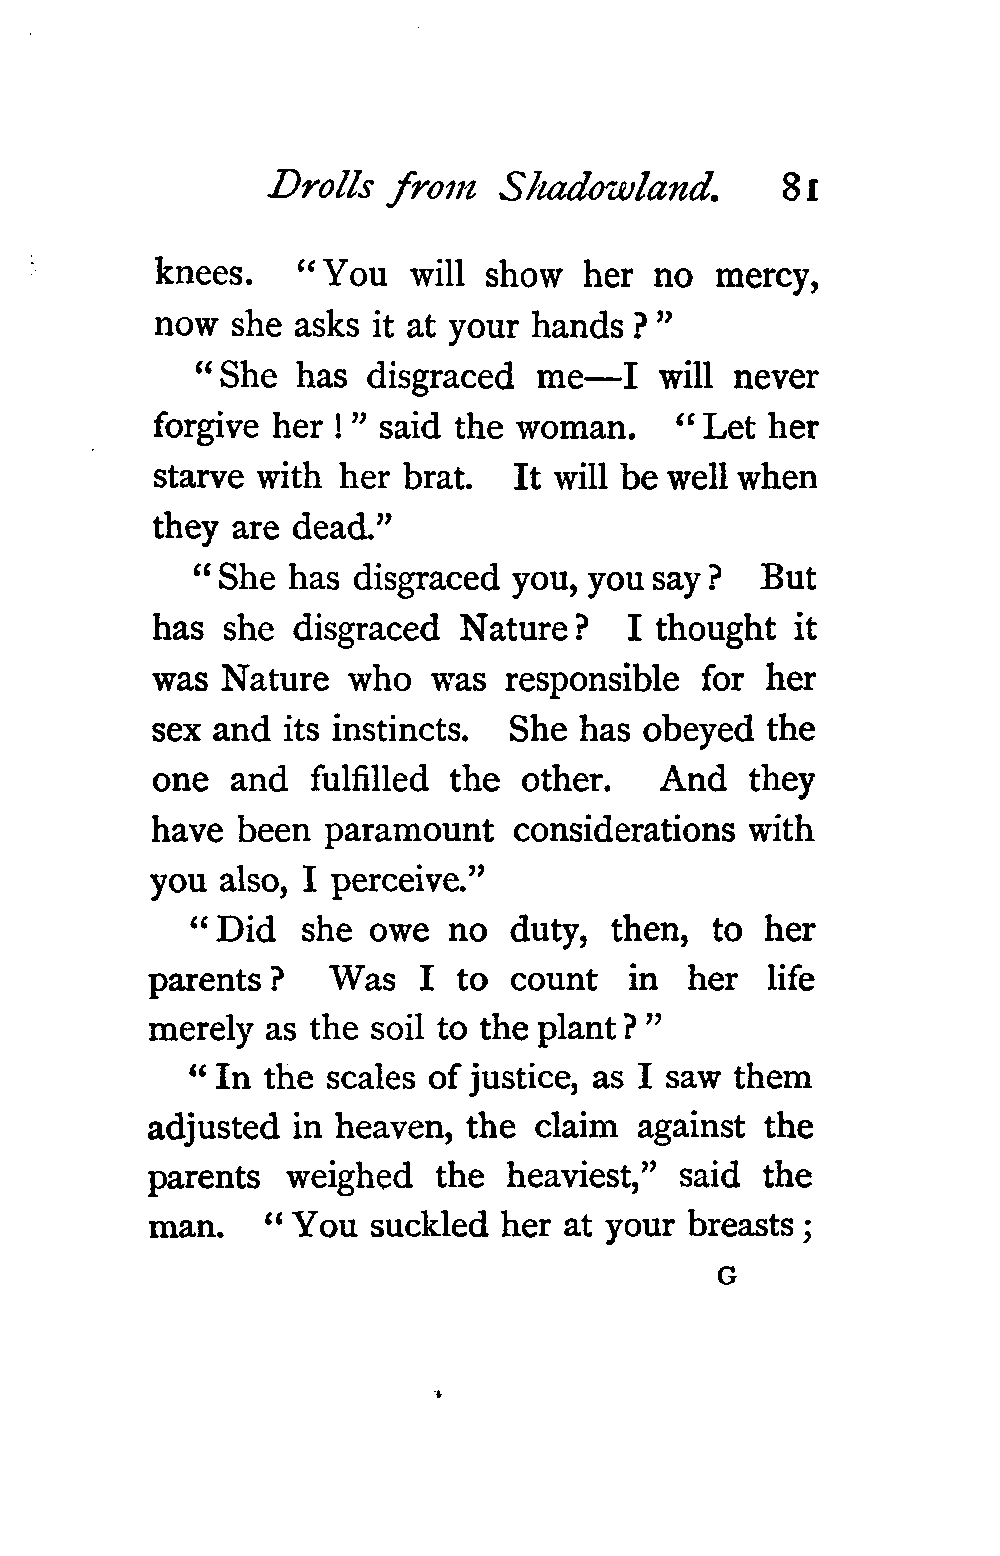 Drolls from Shadowland. 81
knees. "You will show her no mercy,
now she asks it at your hands?"
"She has disgraced me—I will never
forgive her!" said the woman. "Let her
starve with her brat. It will be well when
they are dead."
"She has disgraced you, you say? But
has she disgraced Nature? I thought it
was Nature who was responsible for her
sex and its instincts. She has obeyed the
one and fulfilled the other. And they
have been paramount considerations with
you also, I perceive."
"Did she owe no duty, then, to her
parents? Was I to count in her life
merely as the soil to the plant?"
"In the scales of justice, as I saw them
adjusted in heaven, the claim against the
parents weighed the heaviest," said the
man. "You suckled her at your breasts;
G